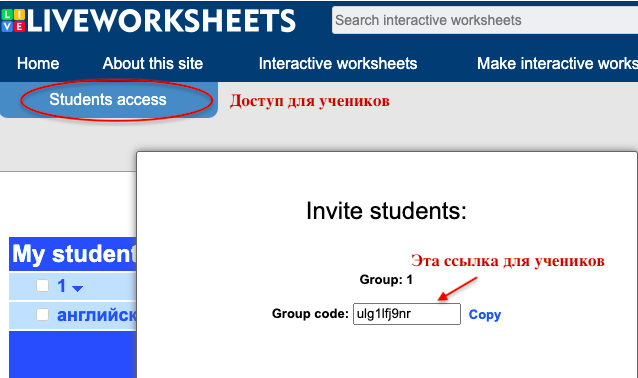 LIVE LIVEWORKSHEETS
Search interactive worksheets
Home About this site Interactive worksheets Make interactive works
Students access Доступ для учеников
Invite students:
My student
Эта ссылка для учеников
Group: 1
1
Group code: ulg1lfj9nr Copy
английск